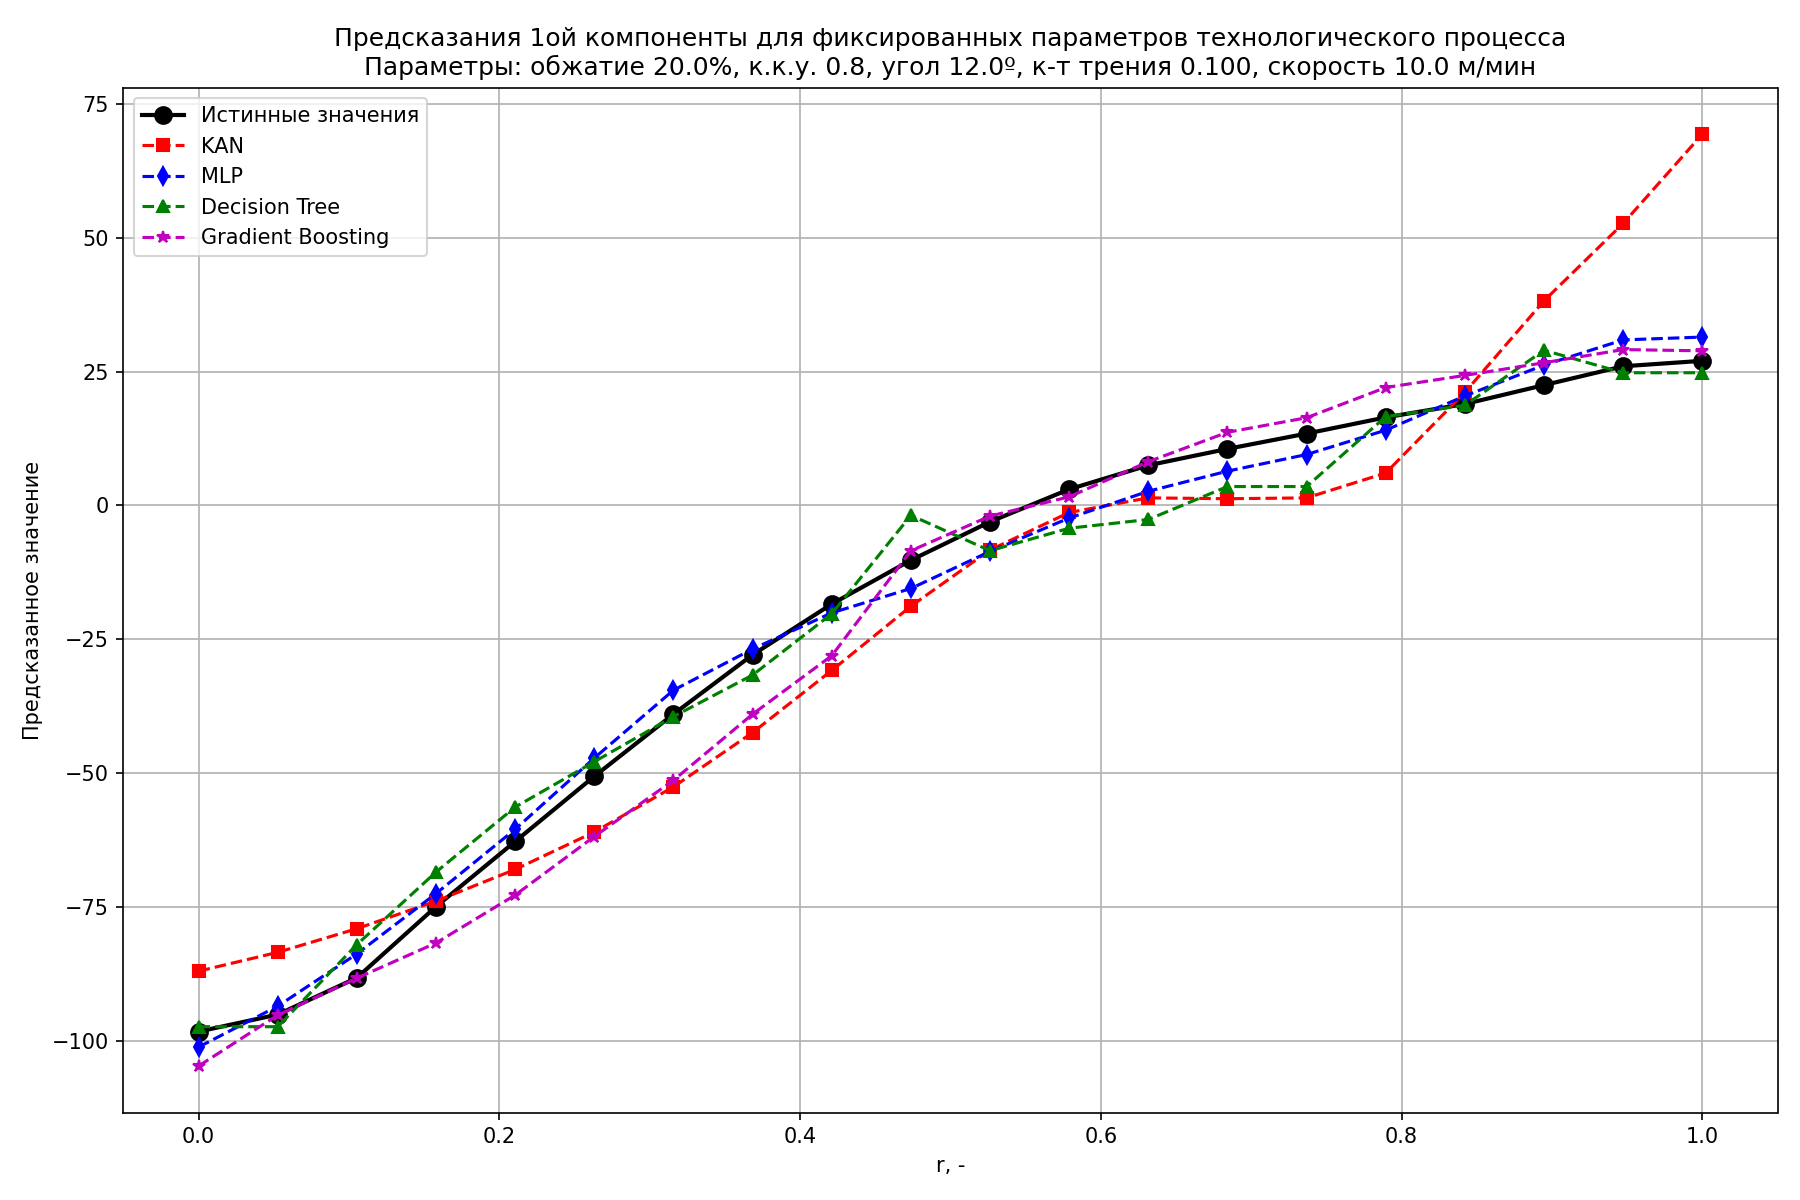 Предсказания 1ой компоненты для фиксированных параметров технологического процесса
Параметры: обжатие 20.0%, к.к.у. 0.8, угол 12.0º, к-т трения 0.100, скорость 10.0 м/мин
Истинные значения
KAN
MLP
Decision Tree
Gradient Boosting
Предсказанное значение
75
50
25
0
−25
−50
−75
−100
0.0
0.2
0.4
0.6
0.8
1.0
r, -